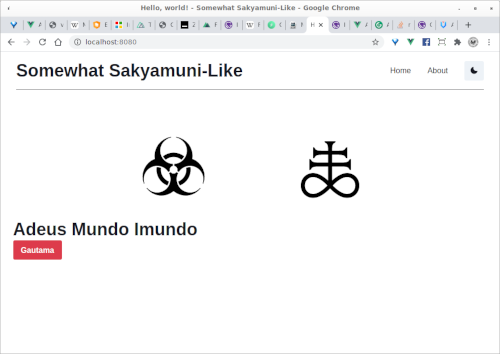 Hello, world! - Somewhat Sakyamuni-Like - Google Chrome
localhost:8080
Somewhat Sakyamuni-Like
Home
About
Adeus Mundo Imundo
Gautama